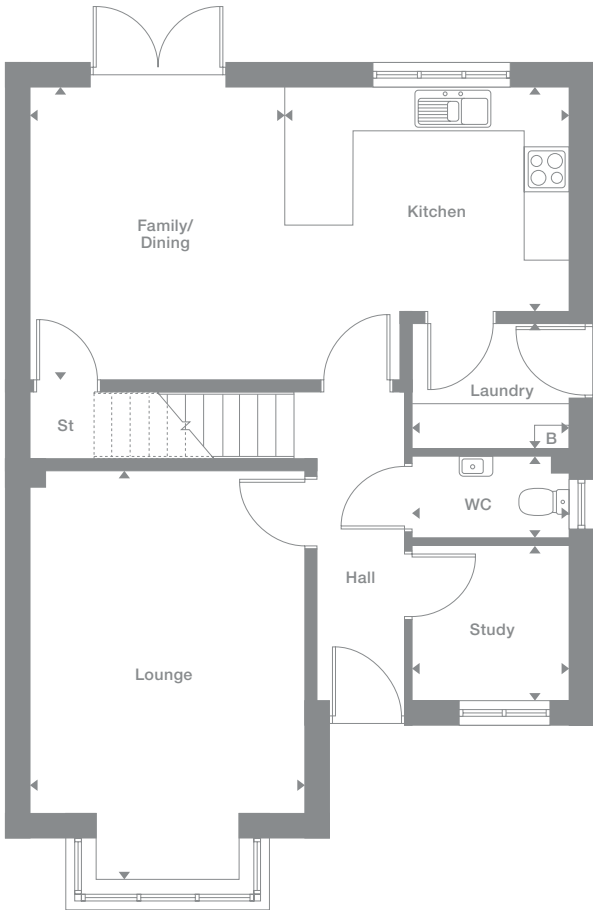 Family/
Dining
Kitchen
St
Laundry
B
WC
Hall
Study
Lounge